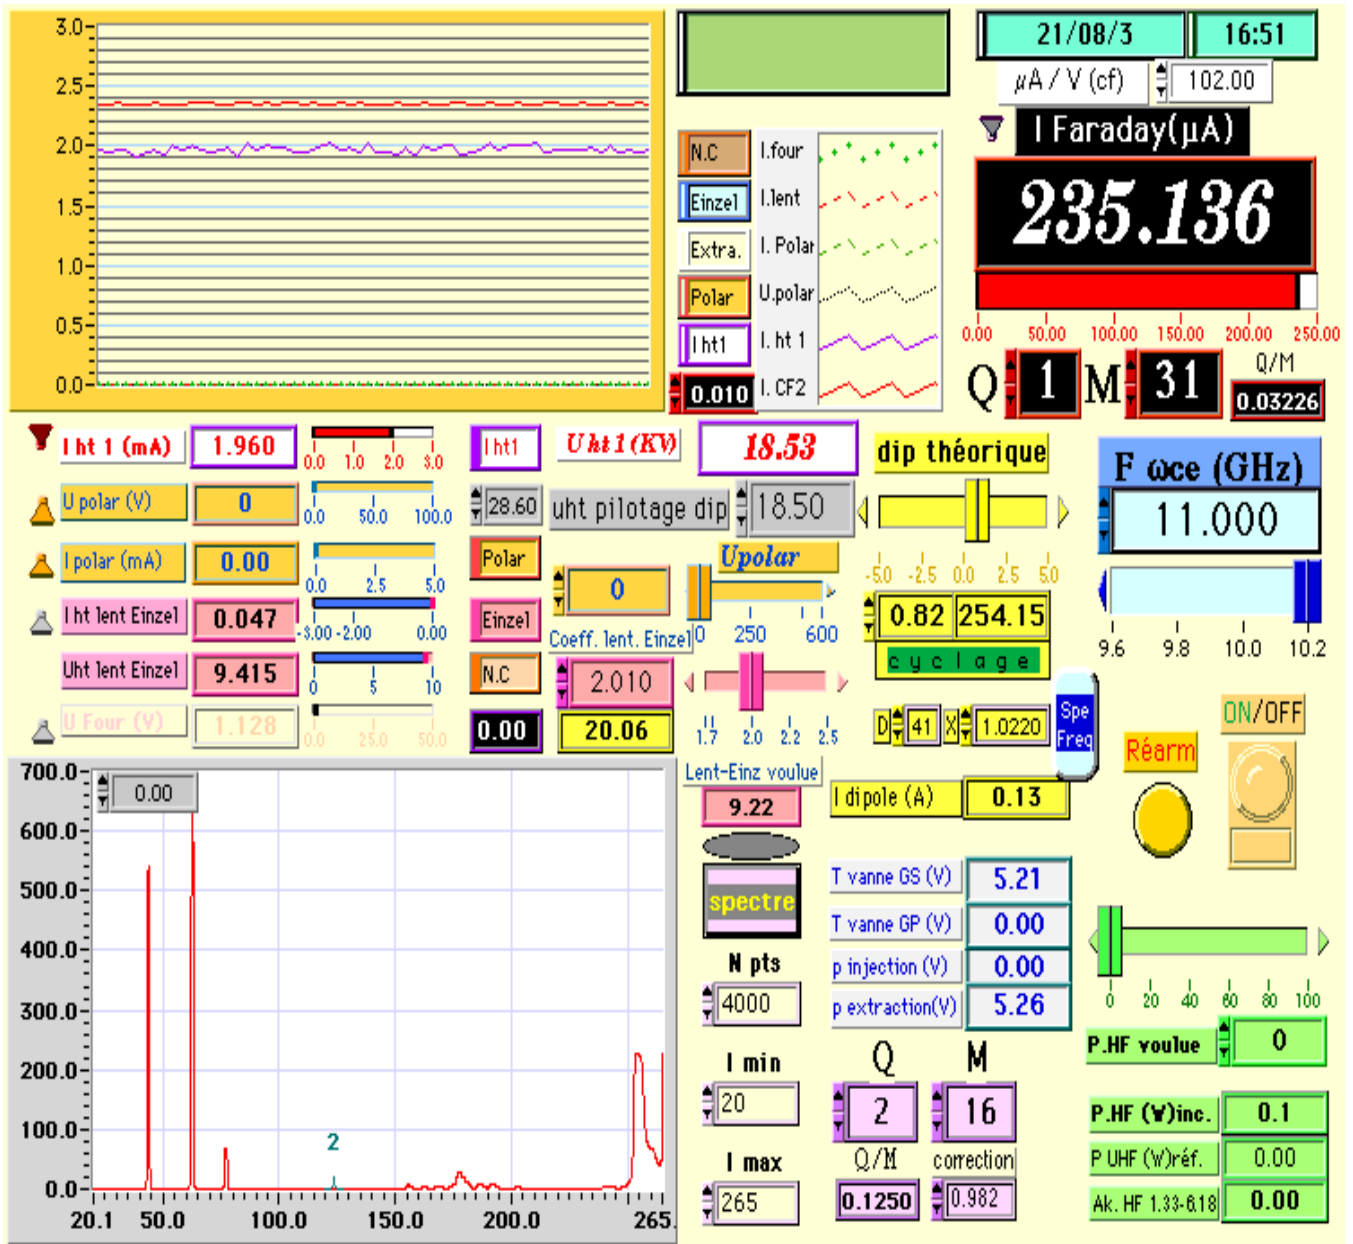 3.0
2.5
2.0
1.5
1.0
0.5
0.0
N.C
Einzel
Extra.
Polar
I ht1
0.010
I.four
I.lent
I. Polar
U.polar
I. ht 1
I. CF2
21/08/3
16:51
µA / V (cf)
102.00
I Faraday(µA)
235.136
0.00 50.00 100.00 150.00 200.00 250.00
Q 1 M 31
Q/M
0.03226
I ht 1 (mA) 1.960
0.0 1.0 2.0 3.0
U polar (V) 0
0.0 50.0 100.0
I polar (mA) 0.00
0.0 2.5 5.0
I ht lent Einzel 0.047
-3.00 -2.00 0.00
Uht lent Einzel 9.415
0 5 10
U Four (V) 1.128
0.0 25.0 50.0
I ht1
28.60
Polar
Einzel
N.C
0.00
U ht 1 (KV) 18.53
uht pilotage dip 18.50
Upolar
0
0 250 600
Coeff. lent. Einzel
2.010
20.06
1.7 2.0 2.2 2.5
Lent-Einz voulue
9.22
dip théorique
-5.0 -2.5 0.0 2.5 5.0
0.82 254.15
cyclage
D 41 X 1.0220
Spe
Freq
I dipole (A) 0.13
F ωce (GHz)
11.000
9.6 9.8 10.0 10.2
ON/OFF
Réarm
700.0
600.0
500.0
400.0
300.0
200.0
100.0
0.0
0.00
2
20.1 50.0 100.0 150.0 200.0 265.
spectre
N pts
4000
I min
20
I max
265
T vanne GS (V) 5.21
T vanne GP (V) 0.00
p injection (V) 0.00
p extraction(V) 5.26
Q M
2 16
Q/M correction
0.1250 0.982
0 20 40 60 80 100
P.HF voulue 0
P.HF (W)inc. 0.1
P UHF (W)réf. 0.00
Ak. HF 1.33-6.18 0.00